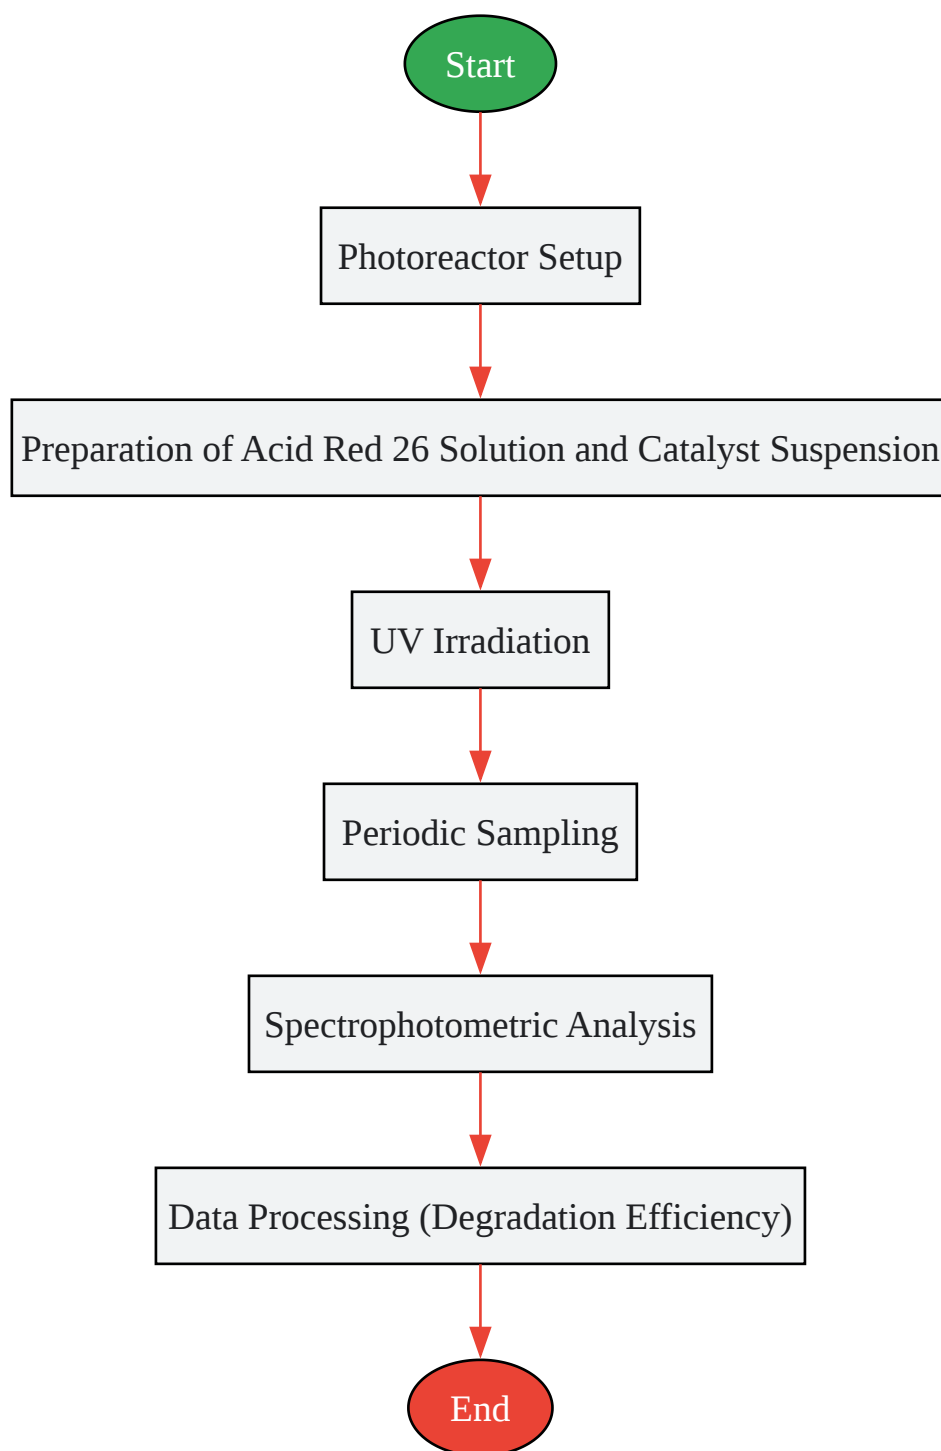 Start
Photoreactor Setup
Preparation of Acid Red 26 Solution and Catalyst Suspension
UV Irradiation
Periodic Sampling
Spectrophotometric Analysis
Data Processing (Degradation Efficiency)
End